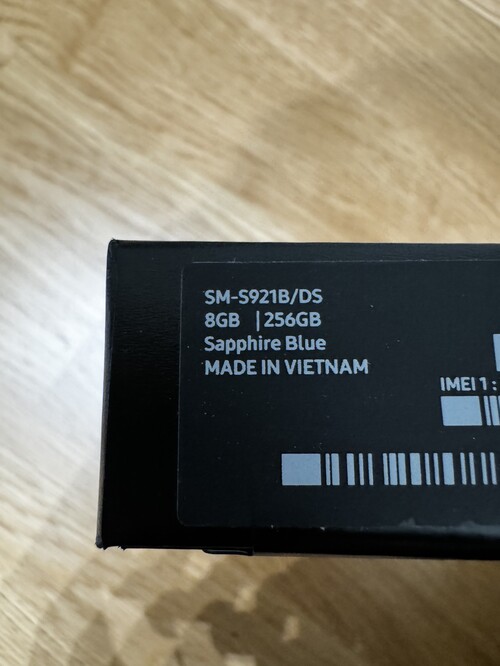 SM-S921B/DS
8GB | 256GB
Sapphire Blue
MADE IN VIETNAM
IMEI 1 :